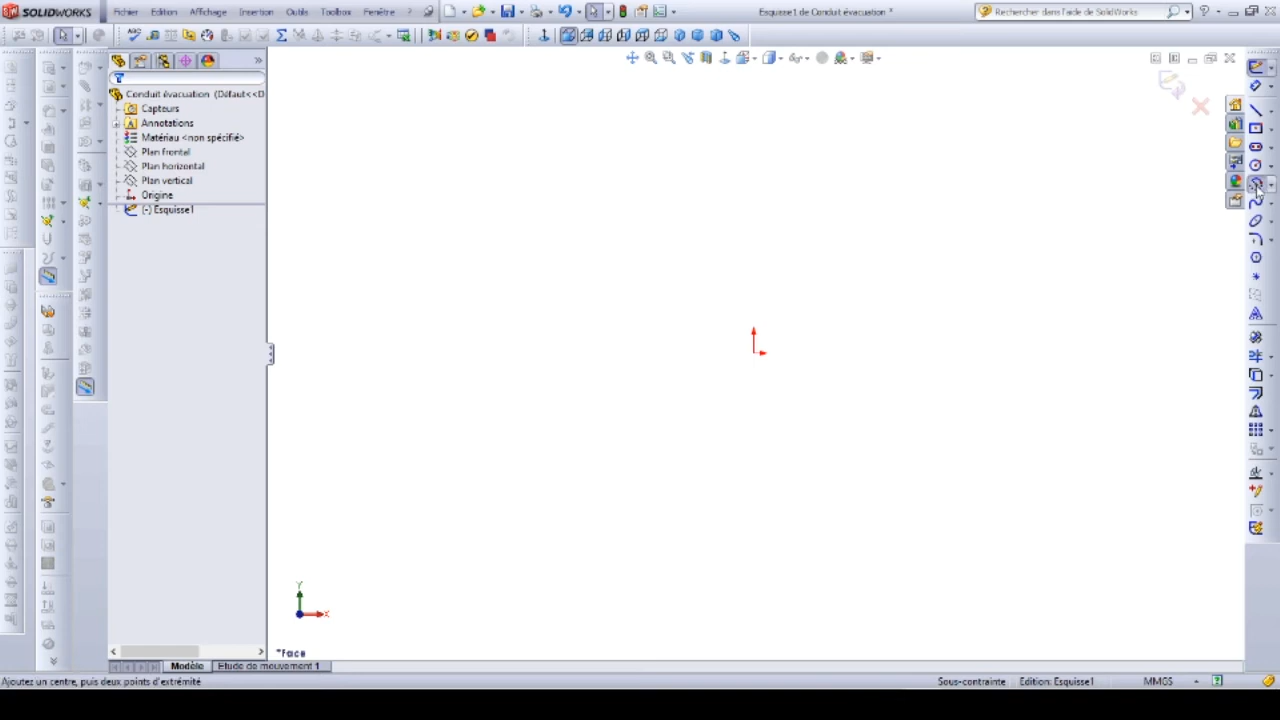 SOLIDWORKS Fichier Edition Affichage Insertion Outils Toolbox Fenêtre ? Esquisse1 de Conduit évacuation * Rechercher dans l'aide de SolidWorks
Conduit évacuation (Défaut<<D
Capteurs
Annotations
Matériau <non spécifié>
Plan frontal
Plan horizontal
Plan vertical
Origine
(-) Esquisse1
Y
X
*Face
Modèle Etude de mouvement 1
Ajoutez un centre, puis deux points d'extrémité Sous-contrainte Edition: Esquisse1 MMGS